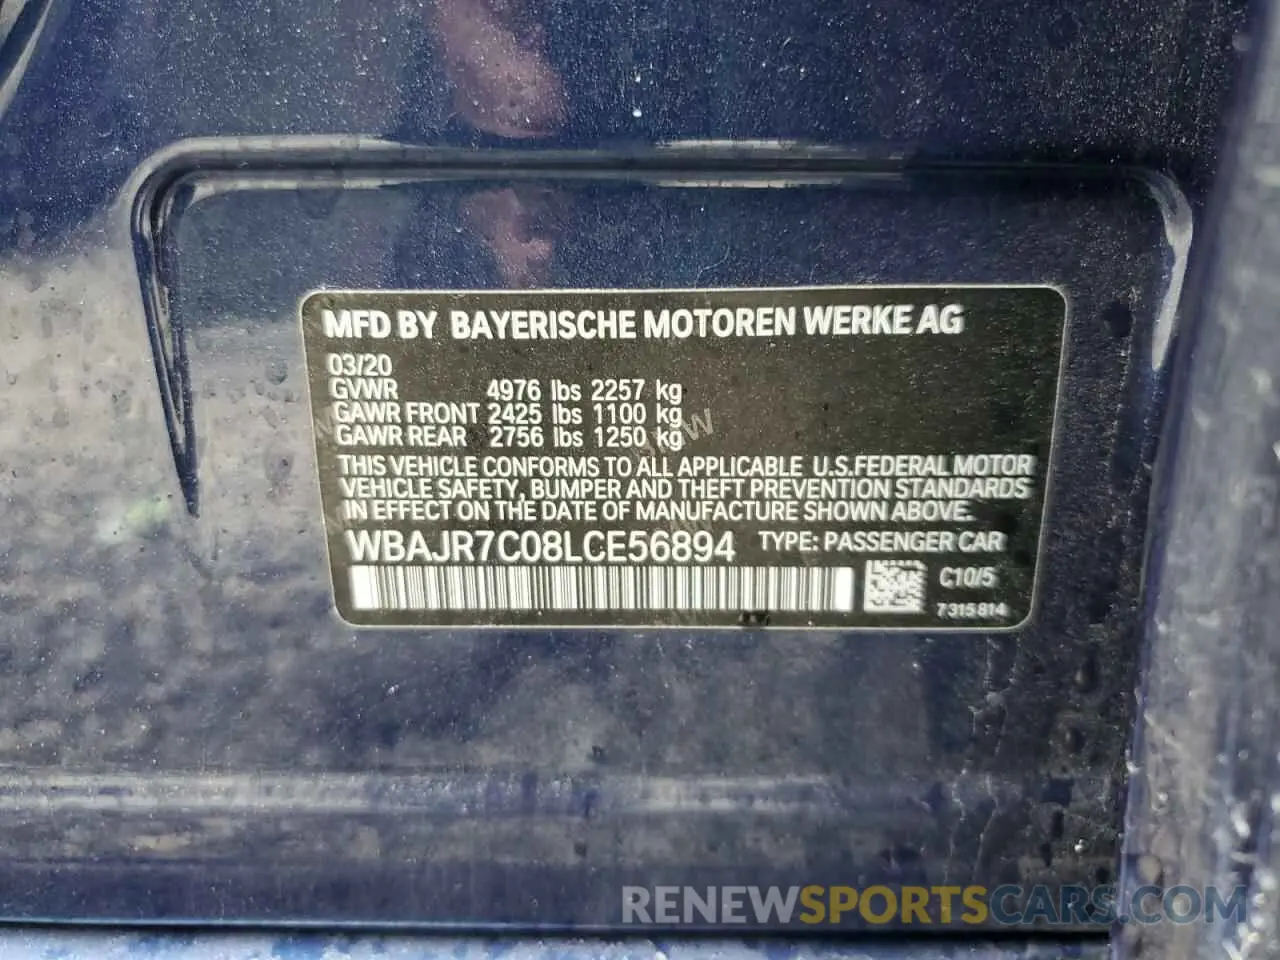 MFD BY BAYERISCHE MOTOREN WERKE AG
03/20
GVWR 4976 lbs 2257 kg
GAWR FRONT 2425 lbs 1100 kg
GAWR REAR 2756 lbs 1250 kg
THIS VEHICLE CONFORMS TO ALL APPLICABLE U.S.FEDERAL MOTOR
VEHICLE SAFETY, BUMPER AND THEFT PREVENTION STANDARDS
IN EFFECT ON THE DATE OF MANUFACTURE SHOWN ABOVE.
WBAJR7C08LCE56894 TYPE: PASSENGER CAR
C10/5
7 315 814
RENEWSPORTSCARS.COM